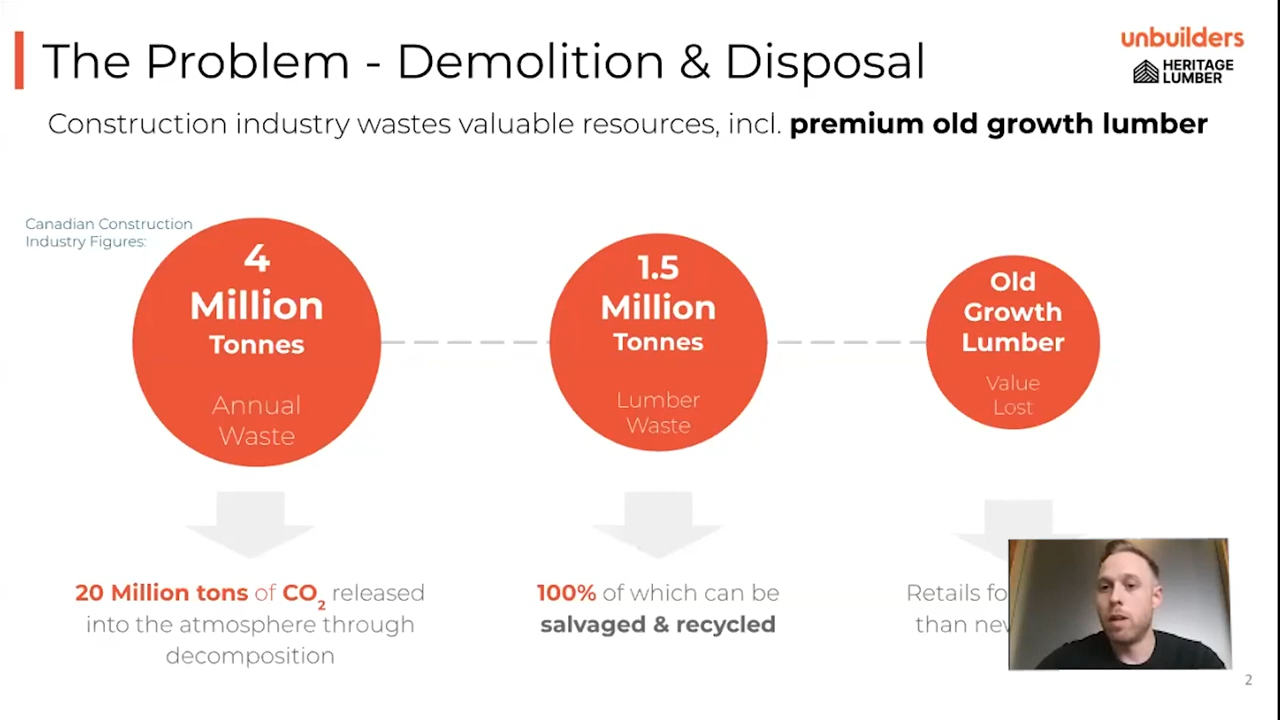 The Problem - Demolition & Disposal
unbuilders
HERITAGE
LUMBER
Construction industry wastes valuable resources, incl. premium old growth lumber
Canadian Construction
Industry Figures:
4
Million
Tonnes
Annual
Waste
1.5
Million
Tonnes
Lumber
Waste
Old
Growth
Lumber
Value
Lost
20 Million tons of CO2 released
into the atmosphere through
decomposition
100% of which can be
salvaged & recycled
Retails
than
2